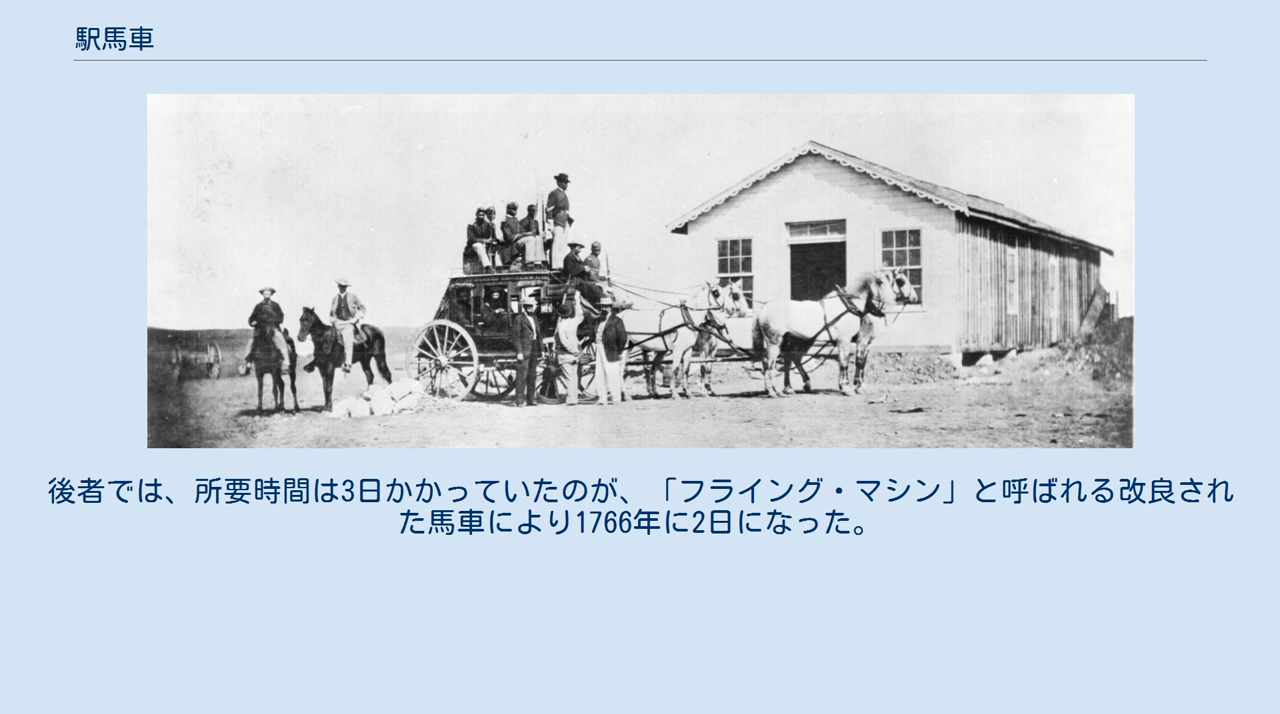 駅馬車
後者では、所要時間は3日かかっていたのが、「フライング・マシン」と呼ばれる改良され
た馬車により1766年に2日になった。